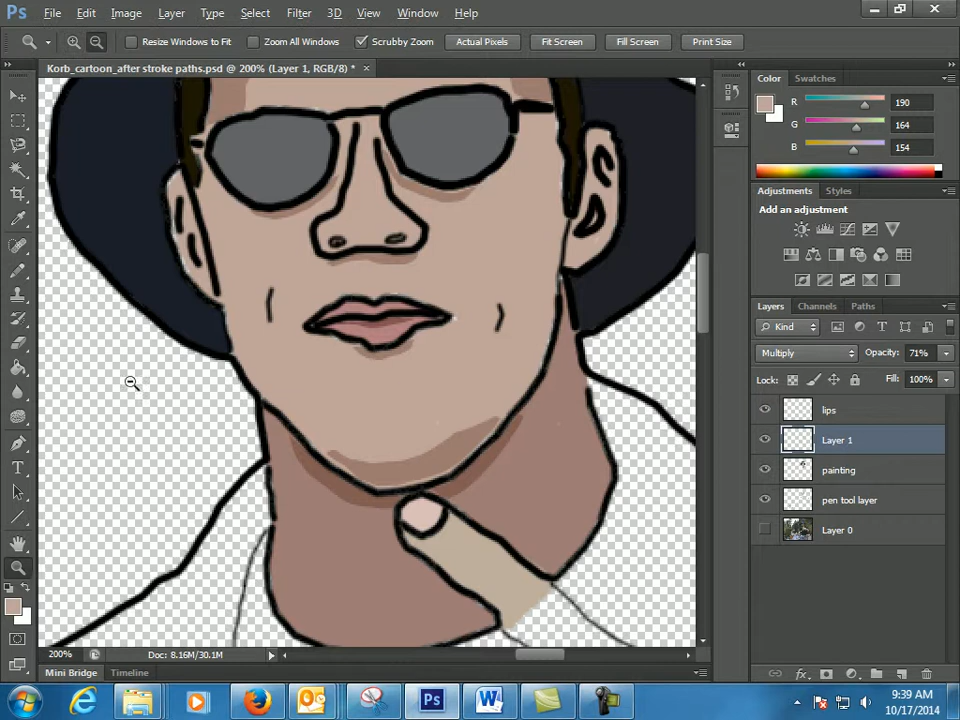 Ps File Edit Image Layer Type Select Filter 3D View Window Help
Resize Windows to Fit Zoom All Windows Scrubby Zoom Actual Pixels Fit Screen Fill Screen Print Size
Korb_cartoon_after stroke paths.psd @ 200% (Layer 1, RGB/8) * ×
Color Swatches
R 190
G 164
B 154
Adjustments Styles
Add an adjustment
Layers Channels Paths
Kind
Multiply Opacity: 71%
Lock: Fill: 100%
lips
Layer 1
painting
pen tool layer
Layer 0
200% Doc: 8.16M/30.1M
Mini Bridge Timeline
9:39 AM
10/17/2014